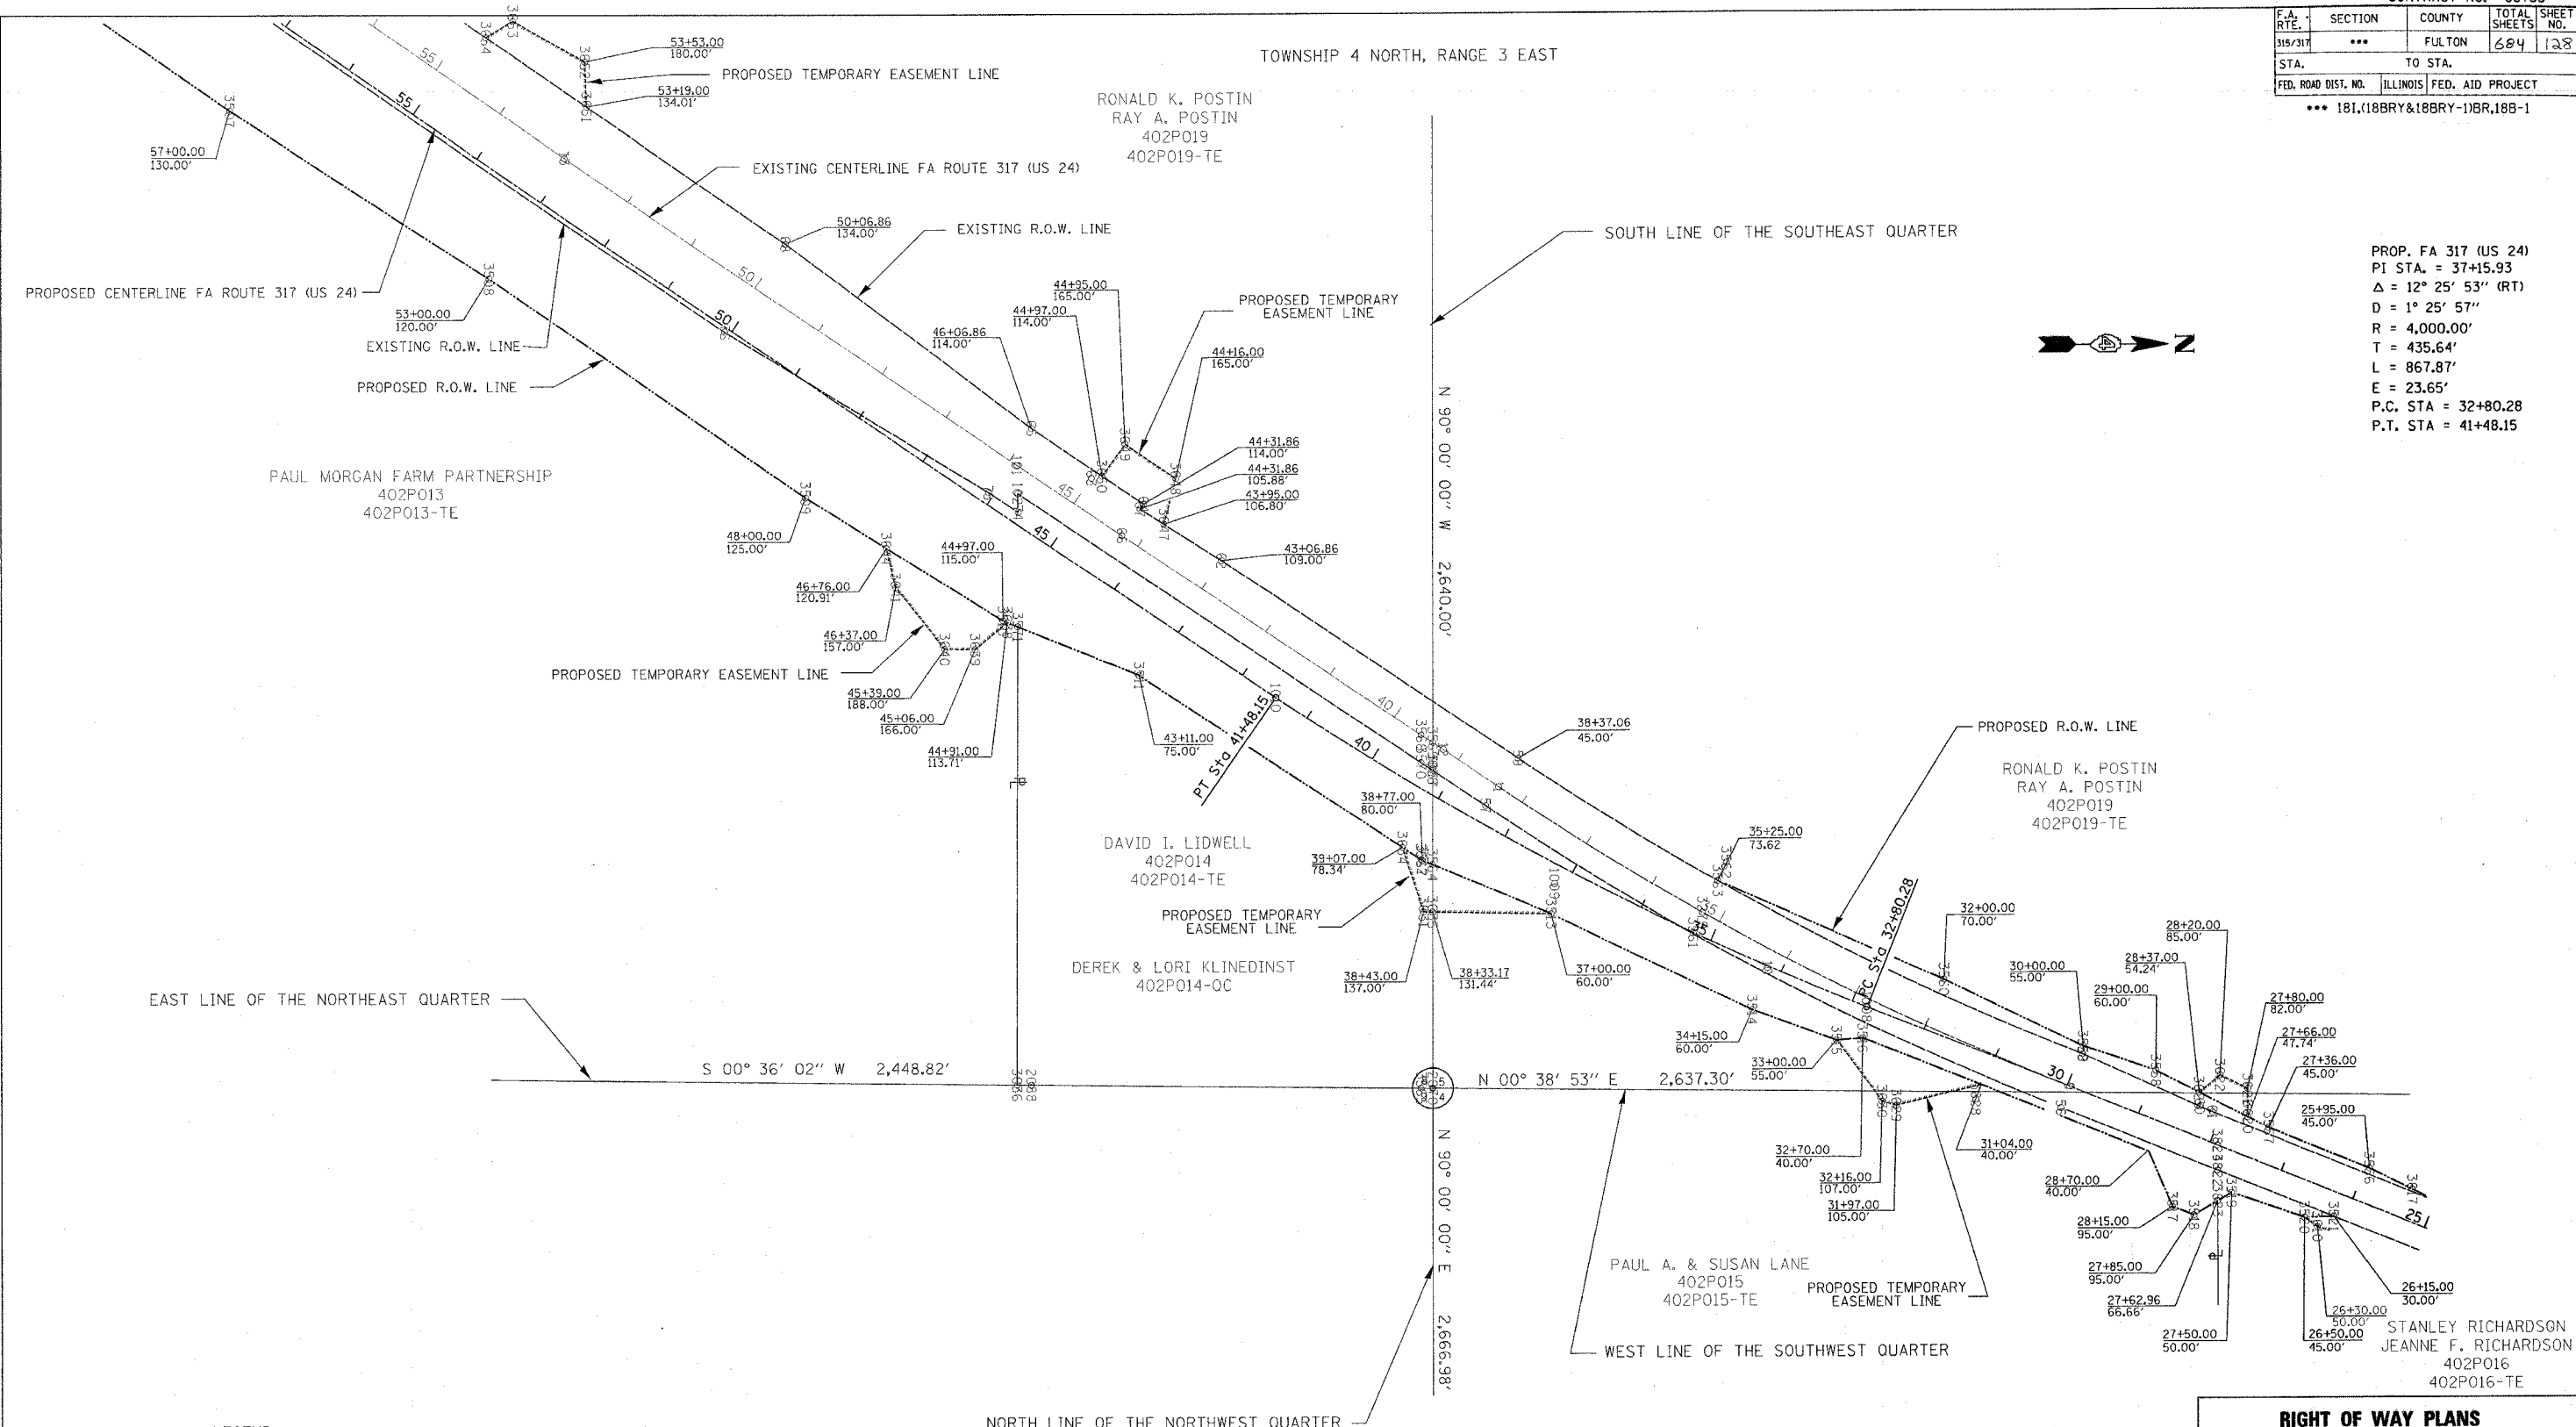 F.A. RTE. SECTION COUNTY TOTAL SHEETS SHEET NO.
315/317 *** FULTON 684 128
STA. TO STA.
FED. ROAD DIST. NO. ILLINOIS FED. AID PROJECT
*** 18I,(18BRY&18BRY-1)BR,18B-1
TOWNSHIP 4 NORTH, RANGE 3 EAST
53+53.00
180.00'
PROPOSED TEMPORARY EASEMENT LINE
53+19.00
134.01'
RONALD K. POSTIN
RAY A. POSTIN
402P019
402P019-TE
57+00.00
130.00'
EXISTING CENTERLINE FA ROUTE 317 (US 24)
50+06.86
134.00'
EXISTING R.O.W. LINE
SOUTH LINE OF THE SOUTHEAST QUARTER
PROP. FA 317 (US 24)
PI STA. = 37+15.93
Δ = 12° 25' 53" (RT)
D = 1° 25' 57"
R = 4,000.00'
T = 435.64'
L = 867.87'
E = 23.65'
P.C. STA = 32+80.28
P.T. STA = 41+48.15
N
PROPOSED CENTERLINE FA ROUTE 317 (US 24)
53+00.00
120.00'
EXISTING R.O.W. LINE
PROPOSED R.O.W. LINE
44+95.00
165.00'
44+97.00
114.00'
46+06.86
114.00'
PROPOSED TEMPORARY
EASEMENT LINE
44+16.00
165.00'
44+31.86
114.00'
44+31.86
105.88'
43+95.00
106.80'
43+06.86
109.00'
N 90° 00' 00" W 2,640.00'
PAUL MORGAN FARM PARTNERSHIP
402P013
402P013-TE
48+00.00
125.00'
44+97.00
115.00'
46+76.00
120.91'
46+37.00
157.00'
PROPOSED TEMPORARY EASEMENT LINE
45+39.00
188.00'
45+06.00
166.00'
44+91.00
113.71'
43+11.00
75.00'
PT Sta 41+48.15
55
50
45
40
35
30
25
55
50
45
40
38+37.06
45.00'
PROPOSED R.O.W. LINE
RONALD K. POSTIN
RAY A. POSTIN
402P019
402P019-TE
38+77.00
80.00'
35+25.00
73.62
DAVID I. LIDWELL
402P014
402P014-TE
39+07.00
78.34'
PROPOSED TEMPORARY
EASEMENT LINE
DEREK & LORI KLINEDINST
402P014-OC
38+43.00
137.00'
38+33.17
131.44'
37+00.00
60.00'
PC Sta 32+80.28
32+00.00
70.00'
28+20.00
85.00'
28+37.00
54.24'
30+00.00
55.00'
29+00.00
60.00'
27+80.00
82.00'
27+66.00
47.74'
27+36.00
45.00'
25+95.00
45.00'
EAST LINE OF THE NORTHEAST QUARTER
34+15.00
60.00'
33+00.00
55.00'
S 00° 36' 02" W 2,448.82'
N 00° 38' 53" E 2,637.30'
32+70.00
40.00'
31+04.00
40.00'
32+16.00
107.00'
31+97.00
105.00'
28+70.00
40.00'
28+15.00
95.00'
27+85.00
95.00'
27+62.96
66.66'
27+50.00
50.00'
26+15.00
30.00'
26+30.00
50.00'
26+50.00
45.00'
N 90° 00' 00" E 2,666.98'
PAUL A. & SUSAN LANE
402P015
402P015-TE
PROPOSED TEMPORARY
EASEMENT LINE
WEST LINE OF THE SOUTHWEST QUARTER
STANLEY RICHARDSON
JEANNE F. RICHARDSON
402P016
402P016-TE
NORTH LINE OF THE NORTHWEST QUARTER
RIGHT OF WAY PLANS